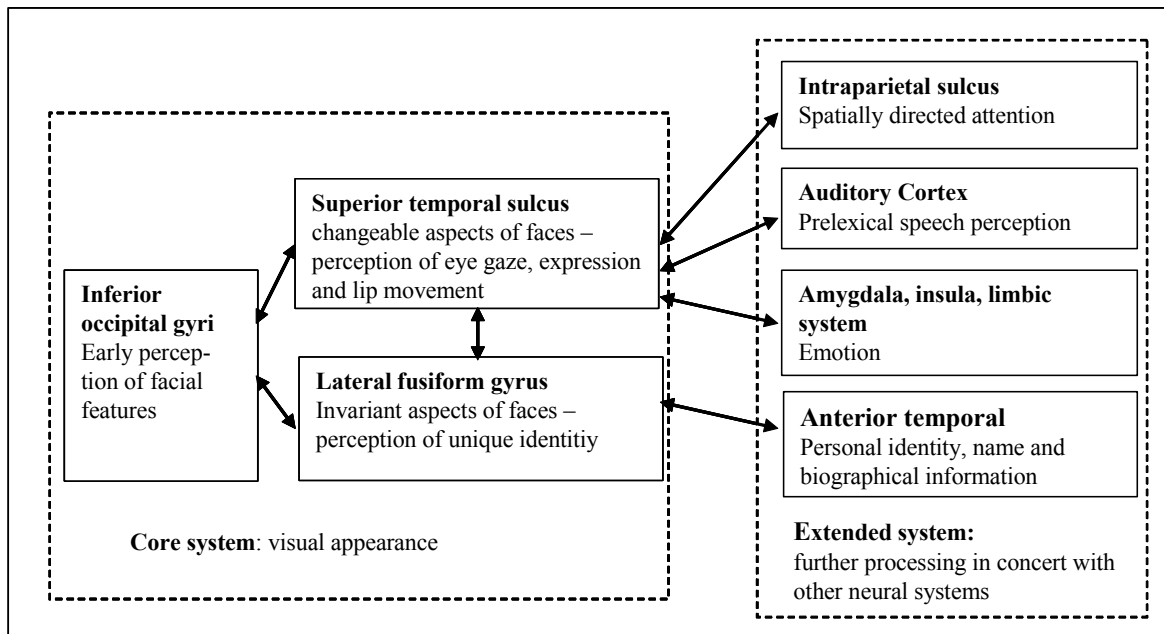 Inferior
occipital gyri
Early percep-
tion of facial
features
Superior temporal sulcus
changeable aspects of faces –
perception of eye gaze, expression
and lip movement
Lateral fusiform gyrus
Invariant aspects of faces –
perception of unique identitiy
Core system: visual appearance
Intraparietal sulcus
Spatially directed attention
Auditory Cortex
Prelexical speech perception
Amygdala, insula, limbic
system
Emotion
Anterior temporal
Personal identity, name and
biographical information
Extended system:
further processing in concert with
other neural systems